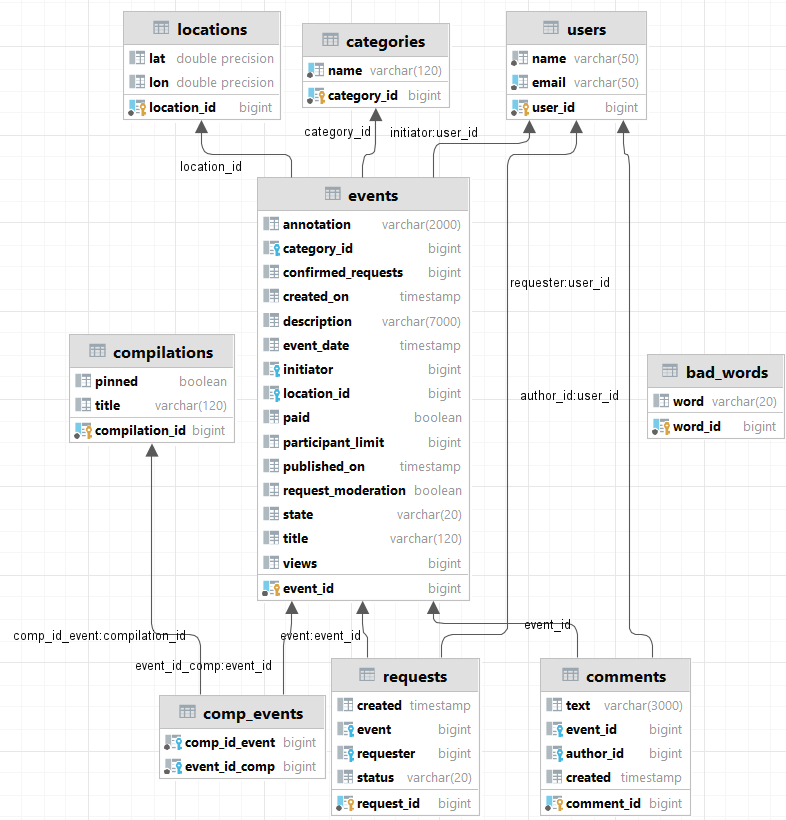 locations
lat double precision
lon double precision
location_id bigint
categories
name varchar(120)
category_id bigint
users
name varchar(50)
email varchar(50)
user_id bigint
category_id
initiator:user_id
location_id
events
annotation varchar(2000)
category_id bigint
confirmed_requests bigint
created_on timestamp
description varchar(7000)
event_date timestamp
initiator bigint
location_id bigint
paid boolean
participant_limit bigint
published_on timestamp
request_moderation boolean
state varchar(20)
title varchar(120)
views bigint
event_id bigint
requester:user_id
author_id:user_id
compilations
pinned boolean
title varchar(120)
compilation_id bigint
bad_words
word varchar(20)
word_id bigint
comp_id_event:compilation_id
event_id_comp:event_id
event:event_id
event_id
comp_events
comp_id_event bigint
event_id_comp bigint
requests
created timestamp
event bigint
requester bigint
status varchar(20)
request_id bigint
comments
text varchar(3000)
event_id bigint
author_id bigint
created timestamp
comment_id bigint